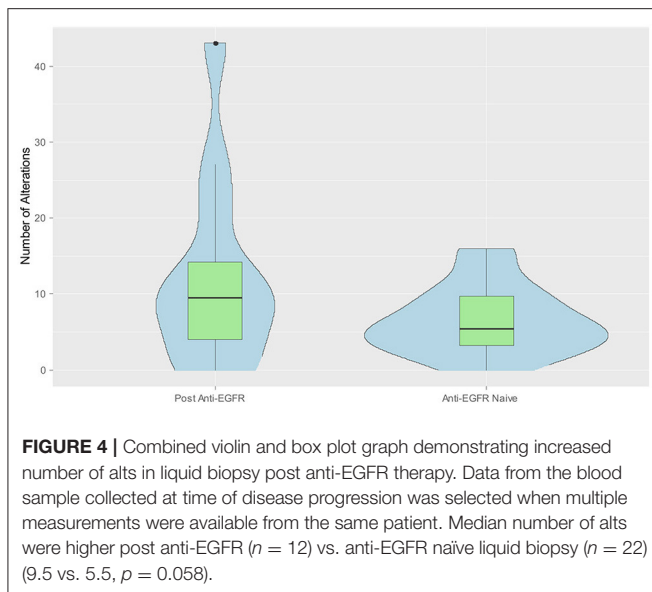 Number of Alterations
40
30
20
10
0
Post Anti-EGFR
Anti-EGFR Naive
FIGURE 4 | Combined violin and box plot graph demonstrating increased
number of alts in liquid biopsy post anti-EGFR therapy. Data from the blood
sample collected at time of disease progression was selected when multiple
measurements were available from the same patient. Median number of alts
were higher post anti-EGFR (n = 12) vs. anti-EGFR naïve liquid biopsy (n = 22)
(9.5 vs. 5.5, p = 0.058).